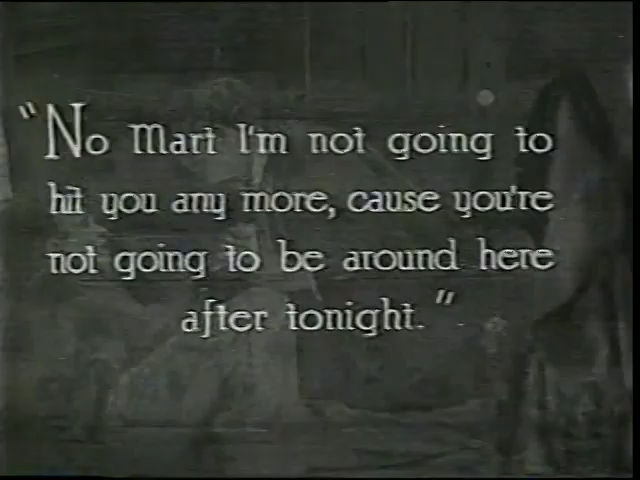 "No Mart I'm not going to
hit you any more, cause you're
not going to be around here
after tonight."